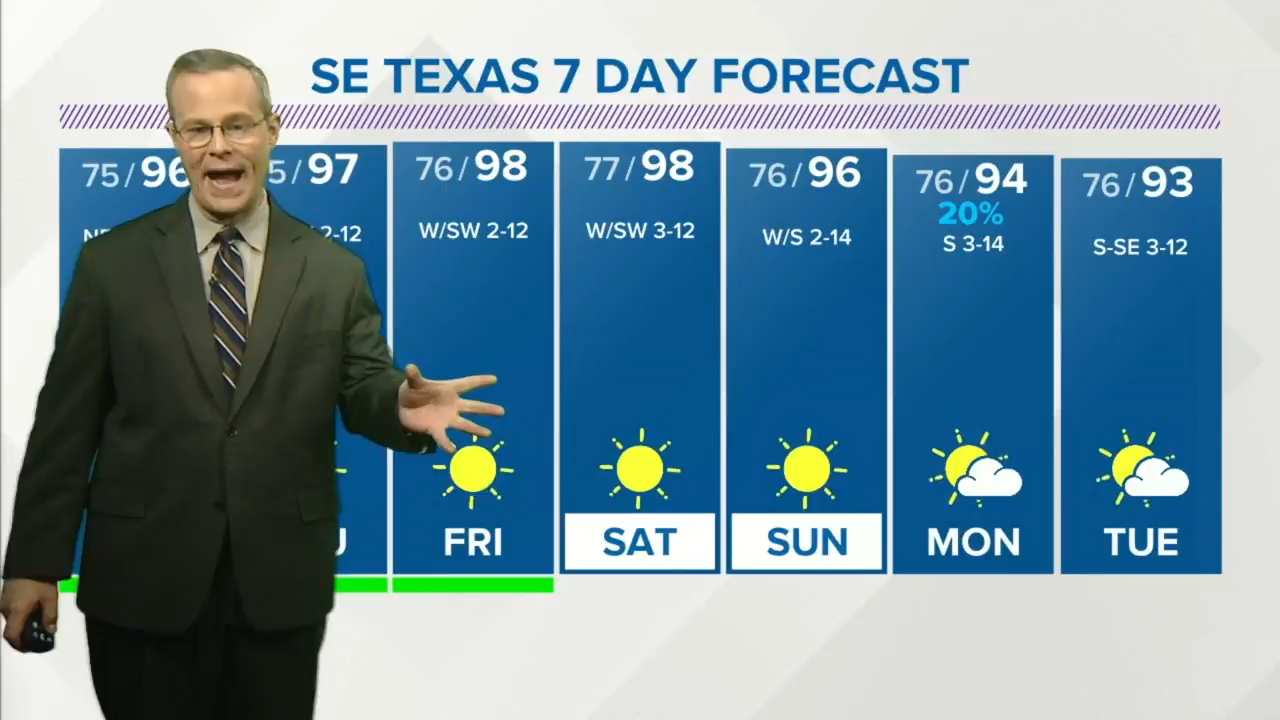 SE TEXAS 7 DAY FORECAST
75/96
5/97
76/98
77/98
76/96
76/94
76/93
20%
2-12
W/SW 2-12
W/SW 3-12
W/S 2-14
S 3-14
S-SE 3-12
FRI
SAT
SUN
MON
TUE